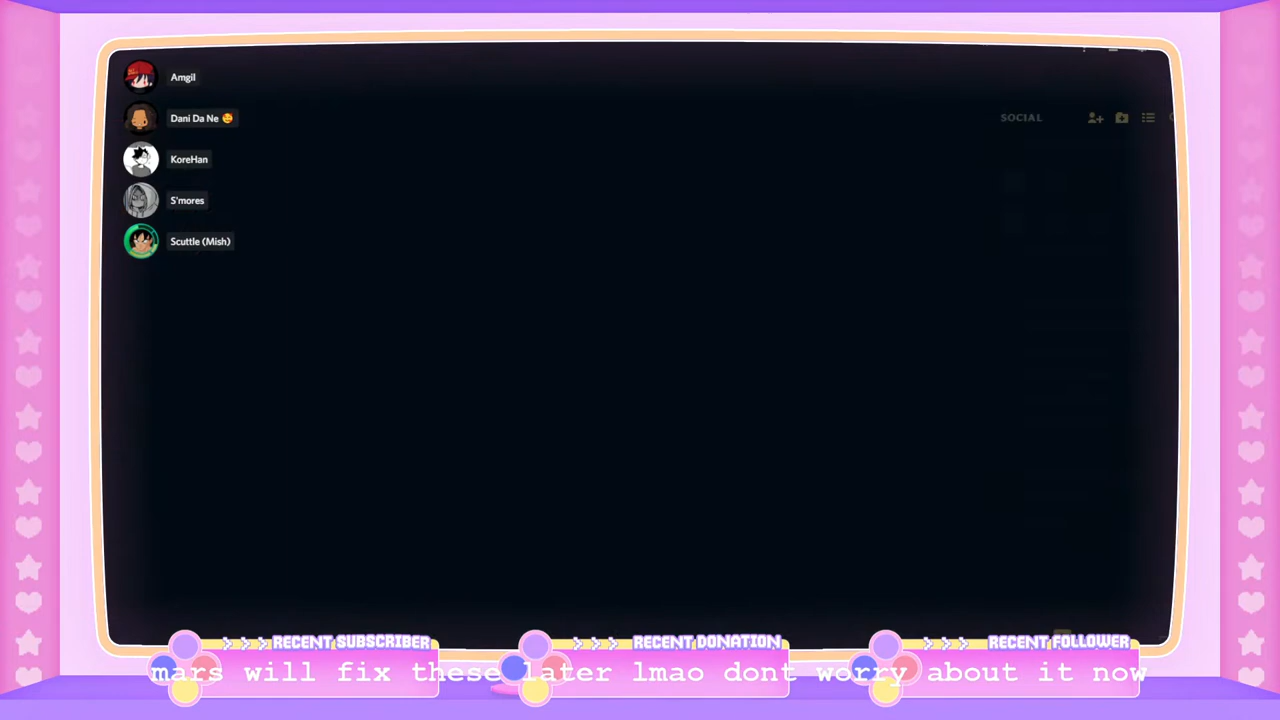 Amgil
Dani Da Ne 🥰
SOCIAL
KoreHan
S'mores
Scuttle (Mish)
RECENT SUBSCRIBER
RECENT DONATION
RECENT FOLLOWER
mars will fix these later lmao dont worry about it now